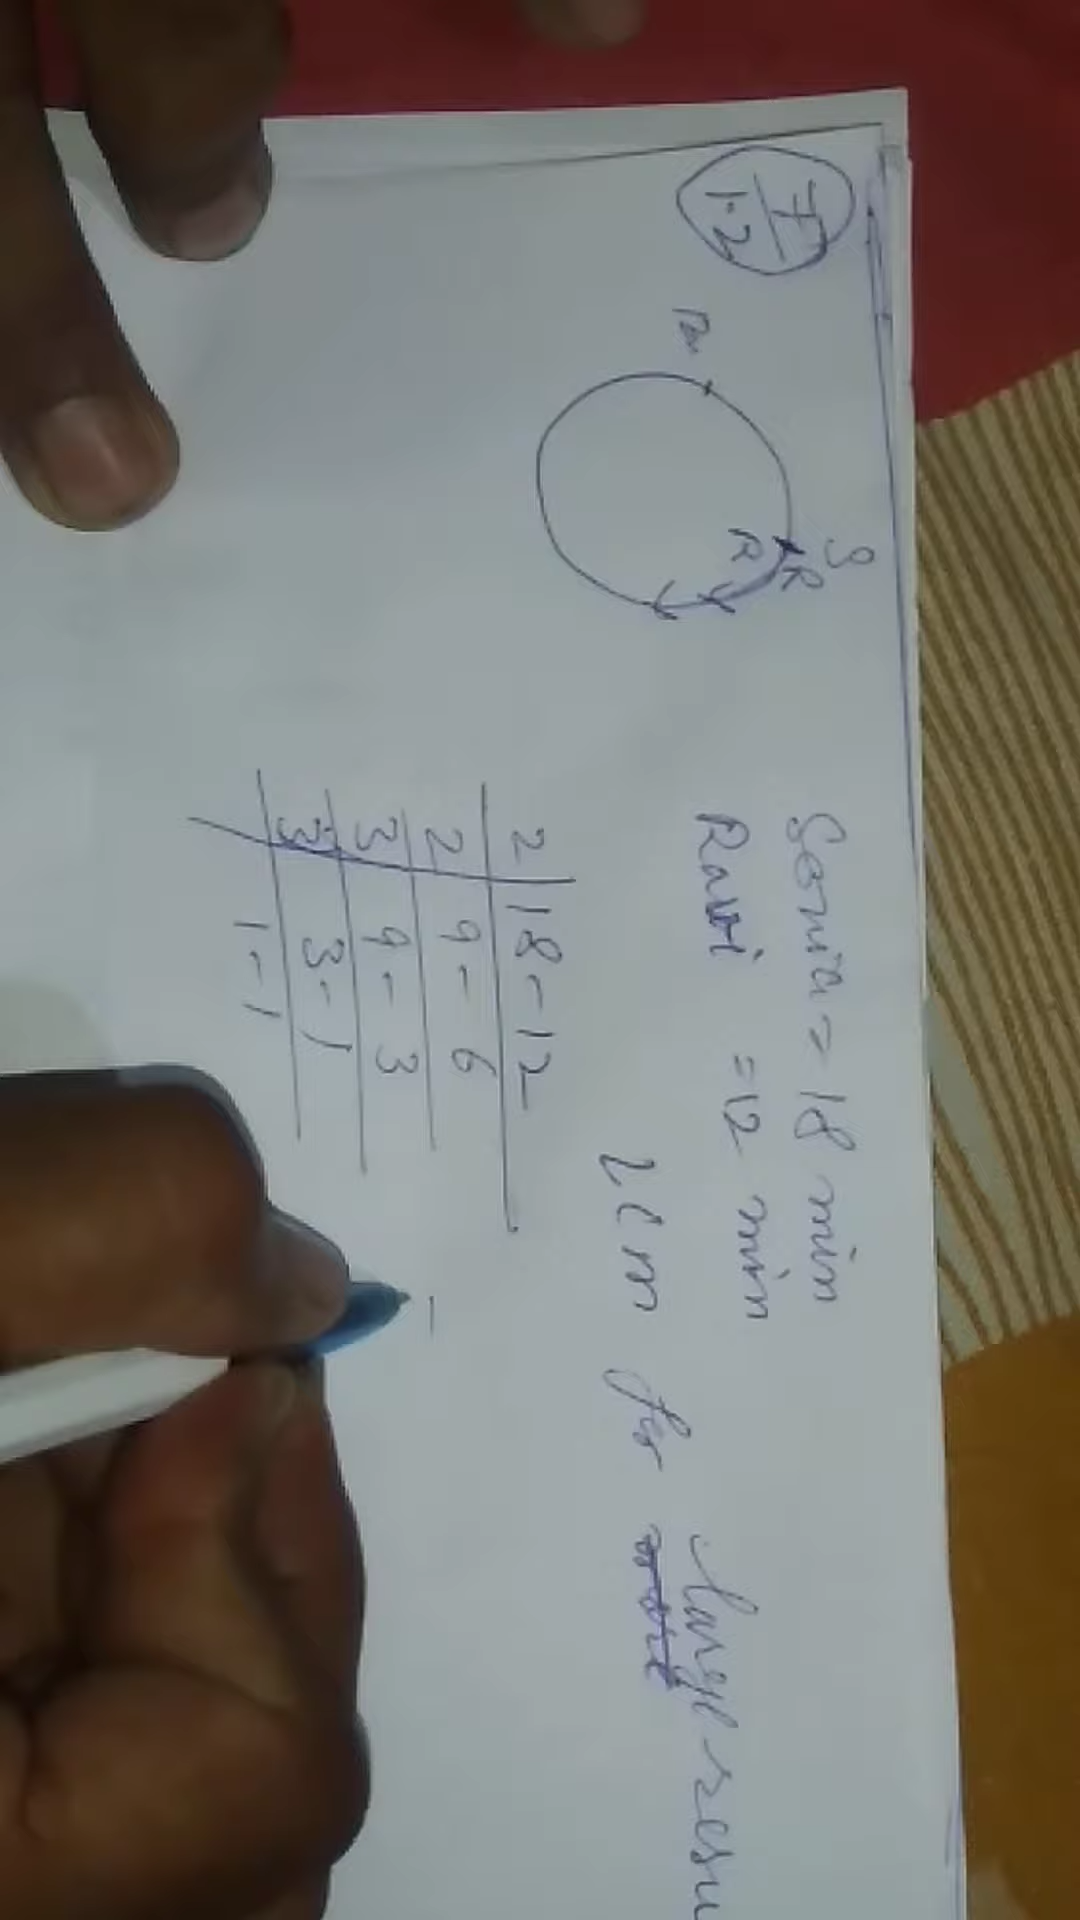 7
1.2
12m
S
R
R
Sonia = 18 min
Ravi = 12 min
LCM for large resu
2 | 18 - 12
2 | 9 - 6
3 | 9 - 3
3 | 3 - 1
1 - 1